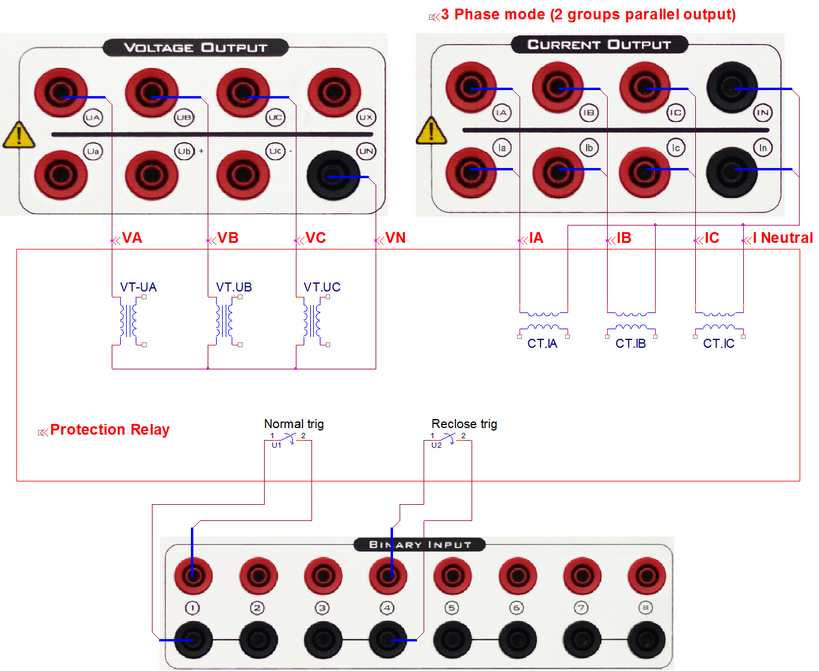 3 Phase mode (2 groups parallel output)
VOLTAGE OUTPUT
CURRENT OUTPUT
UA UB UC UX
IA IB IC IN
Ua Ub + Uc - UN
Ia Ib Ic In
VA VB VC VN
IA IB IC I Neutral
VT-UA VT.UB VT.UC
CT.IA CT.IB CT.IC
Protection Relay
Normal trig
1 2
U1
Reclose trig
1 2
U2
BINARY INPUT
1 2 3 4 5 6 7 8